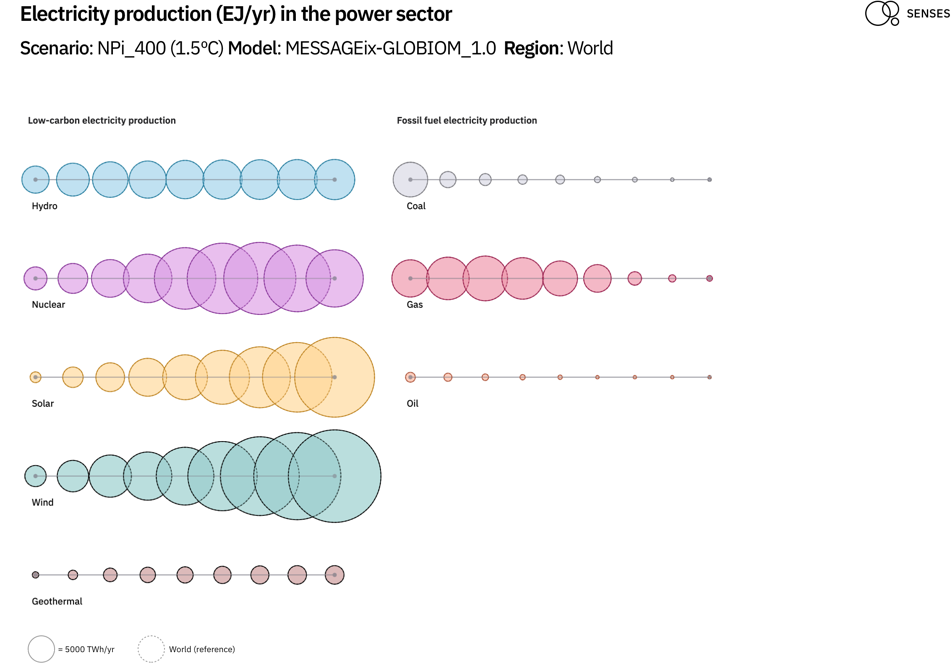 Electricity production (EJ/yr) in the power sector
SENSES
Scenario: NPi_400 (1.5ºC) Model: MESSAGEix-GLOBIOM_1.0 Region: World
Low-carbon electricity production
Fossil fuel electricity production
Hydro
Coal
Nuclear
Gas
Solar
Oil
Wind
Geothermal
= 5000 TWh/yr
World (reference)